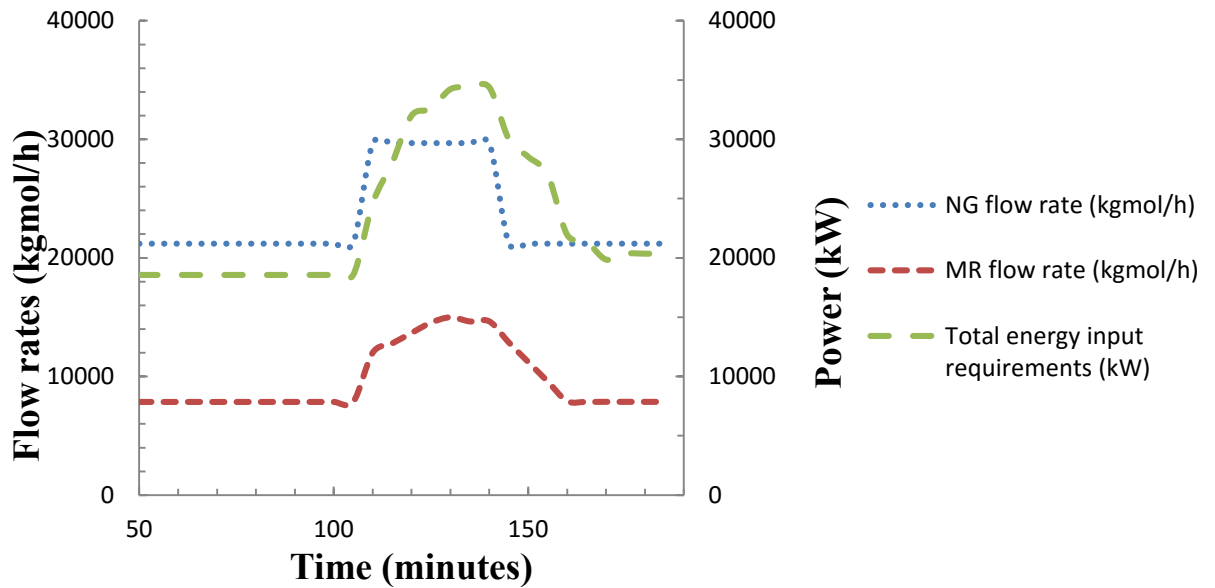 40000
30000
20000
10000
0
Flow rates (kgmol/h)
50
100
150
Time (minutes)
40000
30000
20000
10000
0
Power (kW)
NG flow rate (kgmol/h)
MR flow rate (kgmol/h)
Total energy input
requirements (kW)